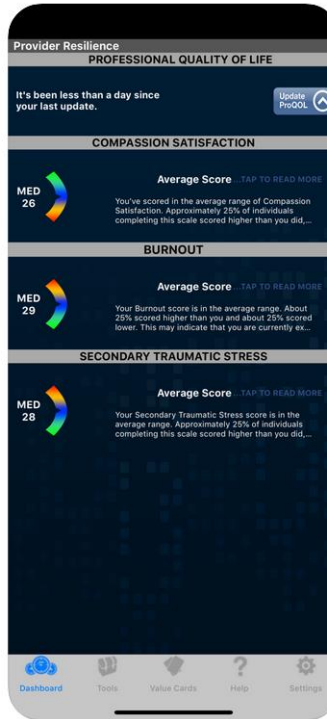 Provider Resilience
PROFESSIONAL QUALITY OF LIFE
It's been less than a day since
your last update.
Update
ProQOL
COMPASSION SATISFACTION
MED
26
Average Score ...TAP TO READ MORE
You've scored in the average range of Compassion
Satisfaction. Approximately 25% of individuals
completing this scale scored higher than you did,...
BURNOUT
MED
29
Average Score ...TAP TO READ MORE
Your Burnout score is in the average range. About
25% scored higher than you and about 25% scored
lower. This may indicate that you are currently ex...
SECONDARY TRAUMATIC STRESS
MED
28
Average Score ...TAP TO READ MORE
Your Secondary Traumatic Stress score is in the
average range. Approximately 25% of individuals
completing this scale scored higher than you did,...
Dashboard
Tools
Value Cards
Help
Settings